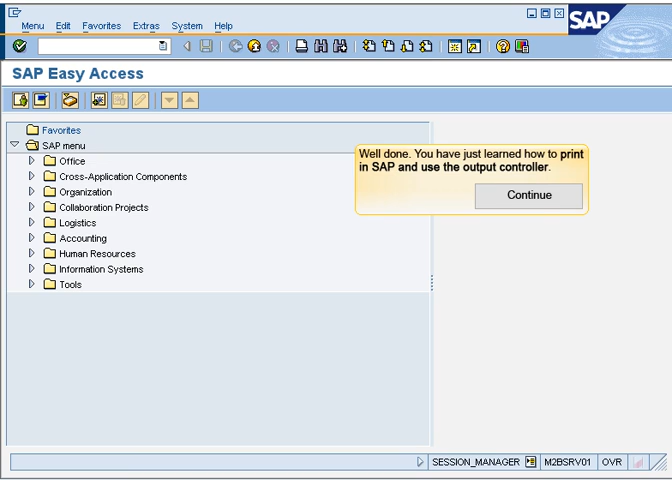 Menu Edit Favorites Extras System Help
SAP
SAP Easy Access
Favorites
SAP menu
Office
Cross-Application Components
Organization
Collaboration Projects
Logistics
Accounting
Human Resources
Information Systems
Tools
Well done. You have just learned how to print
in SAP and use the output controller.
Continue
SESSION_MANAGER M2BSRV01 OVR